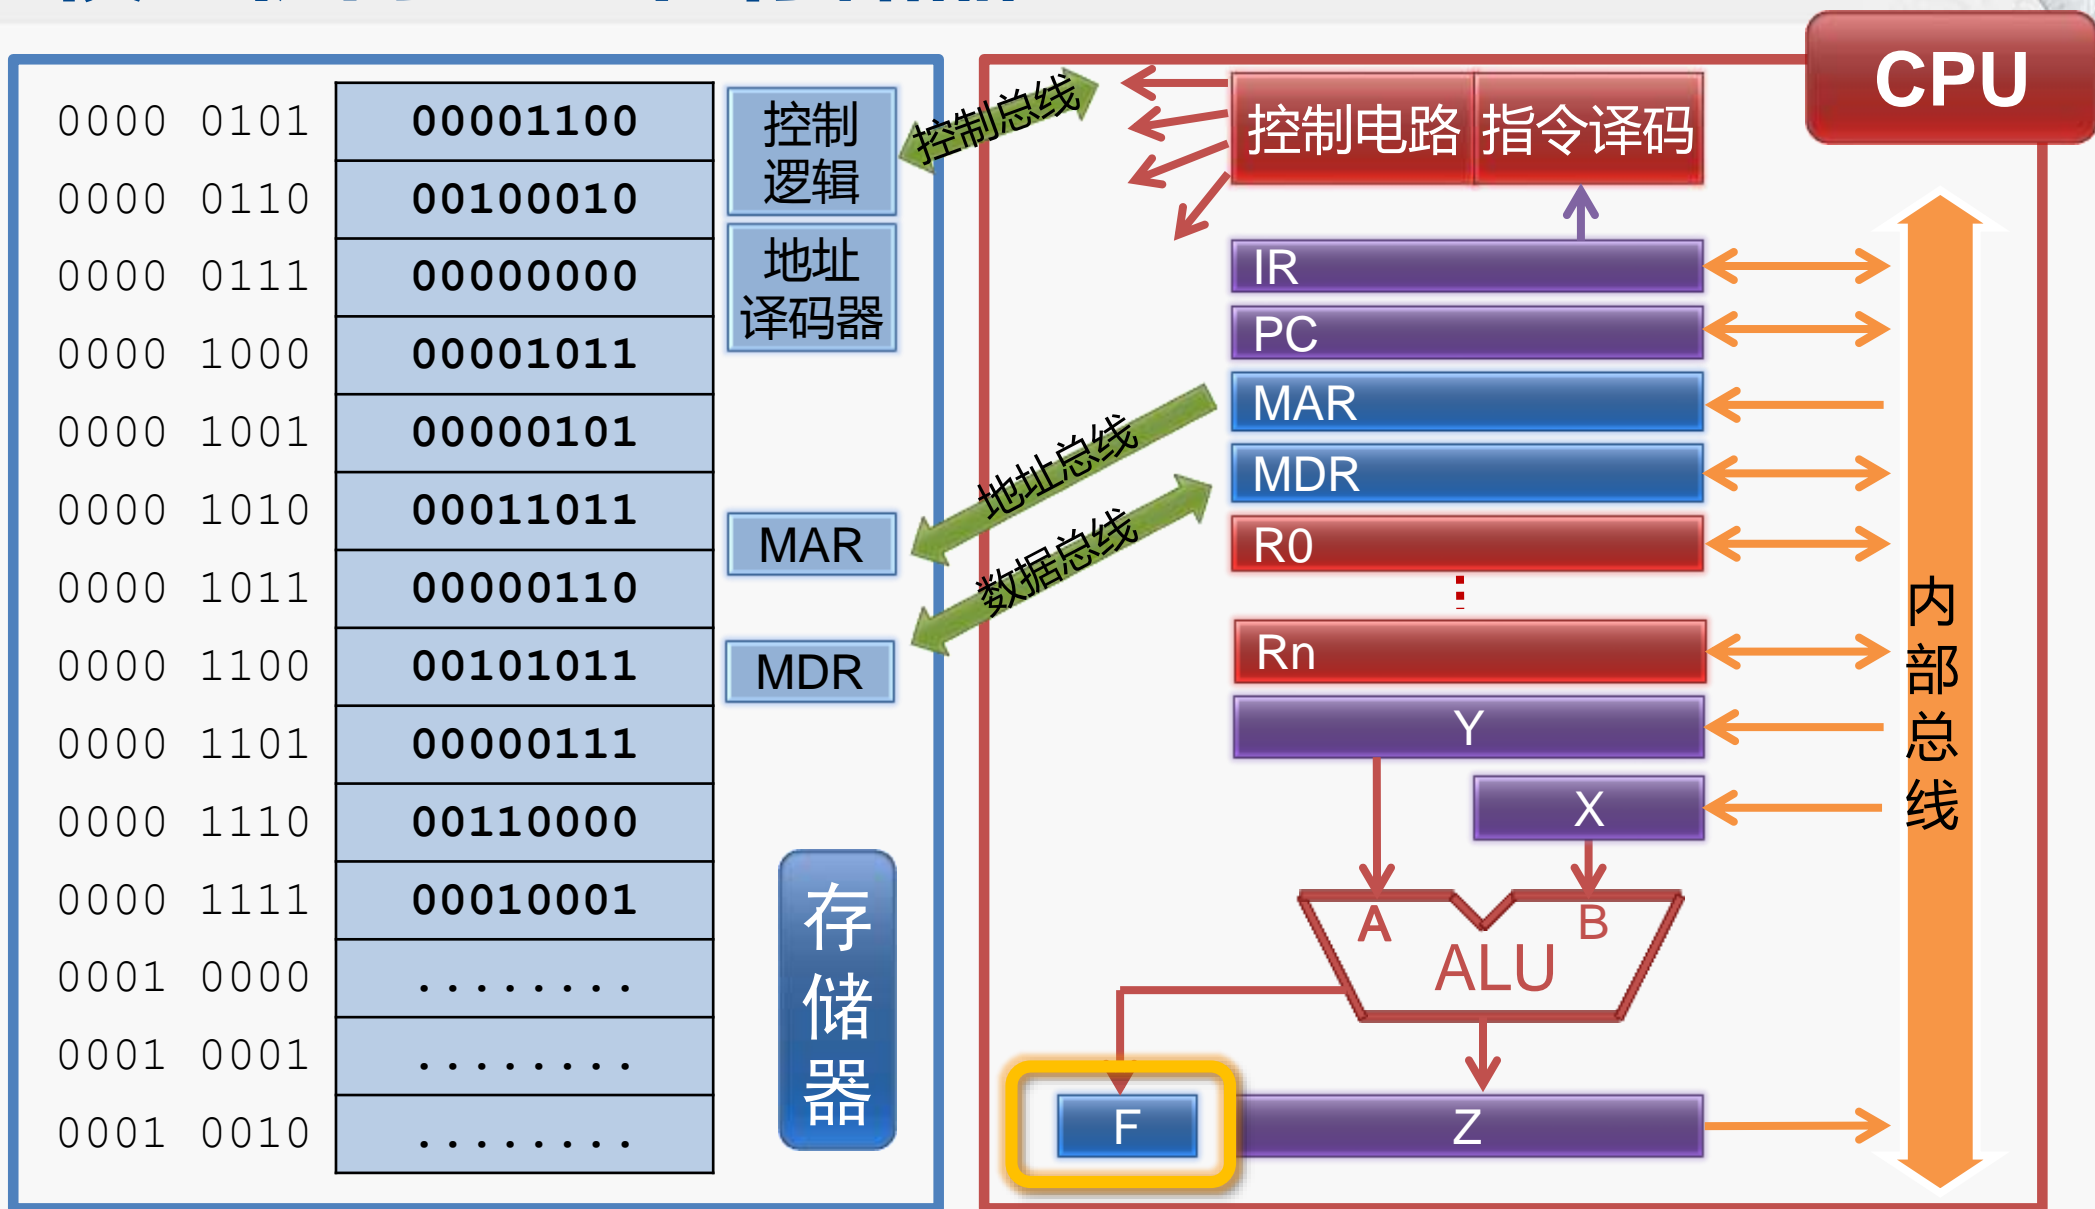 CPU
0000 0101 00001100
0000 0110 00100010
0000 0111 00000000
0000 1000 00001011
0000 1001 00000101
0000 1010 00011011
0000 1011 00000110
0000 1100 00101011
0000 1101 00000111
0000 1110 00110000
0000 1111 00010001
0001 0000 ........
0001 0001 ........
0001 0010 ........
控制
逻辑
地址
译码器
MAR
MDR
存储器
控制总线
地址总线
数据总线
控制电路 指令译码
IR
PC
MAR
MDR
R0
Rn
Y
X
A B
ALU
F Z
内部总线